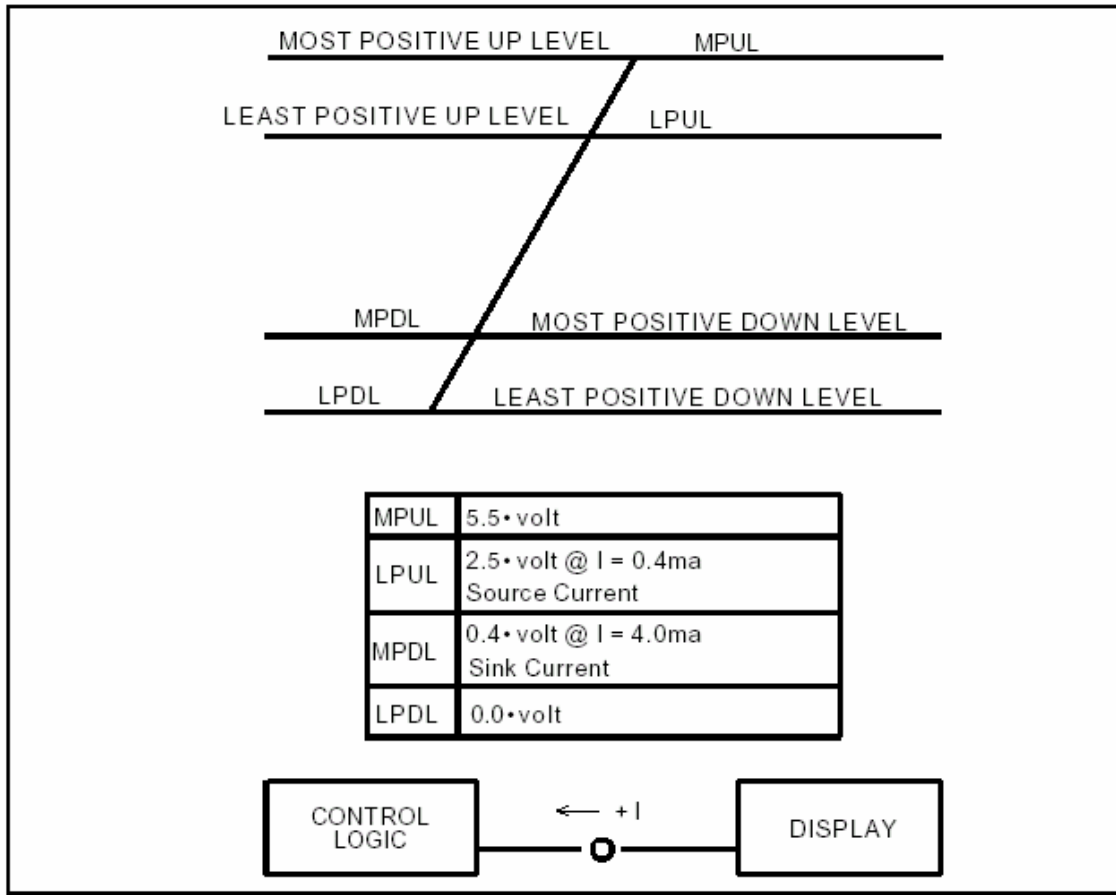 MOST POSITIVE UP LEVEL MPUL
LEAST POSITIVE UP LEVEL LPUL
MPDL MOST POSITIVE DOWN LEVEL
LPDL LEAST POSITIVE DOWN LEVEL
MPUL 5.5• volt
LPUL 2.5• volt @ I = 0.4ma
Source Current
MPDL 0.4• volt @ I = 4.0ma
Sink Current
LPDL 0.0•volt
CONTROL
LOGIC
← + I
DISPLAY